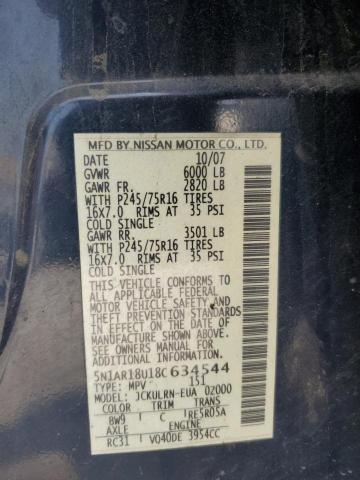 MFD BY NISSAN MOTOR CO., LTD.
DATE 10/07
GVWR 6000 LB
GAWR FR. 2820 LB
WITH P245/75R16 TIRES
16X7.0 RIMS AT 35 PSI
COLD SINGLE
GAWR RR. 3501 LB
WITH P245/75R16 TIRES
16X7.0 RIMS AT 35 PSI
COLD SINGLE
THIS VEHICLE CONFORMS TO
ALL APPLICABLE FEDERAL
MOTOR VEHICLE SAFETY AND
THEFT PREVENTION STANDARDS
IN EFFECT ON THE DATE OF
MANUFACTURE SHOWN ABOVE.
SEE OWNERS MANUAL FOR
ADDITIONAL INFORMATION.
5N1AR18U18C 634544
TYPE: MPV 151
JCKULRN-EUA 02000
COLOR TRIM TRANS
BW9 C RE5R05A
AXLE ENGINE
RC31 VQ40DE 3954CC